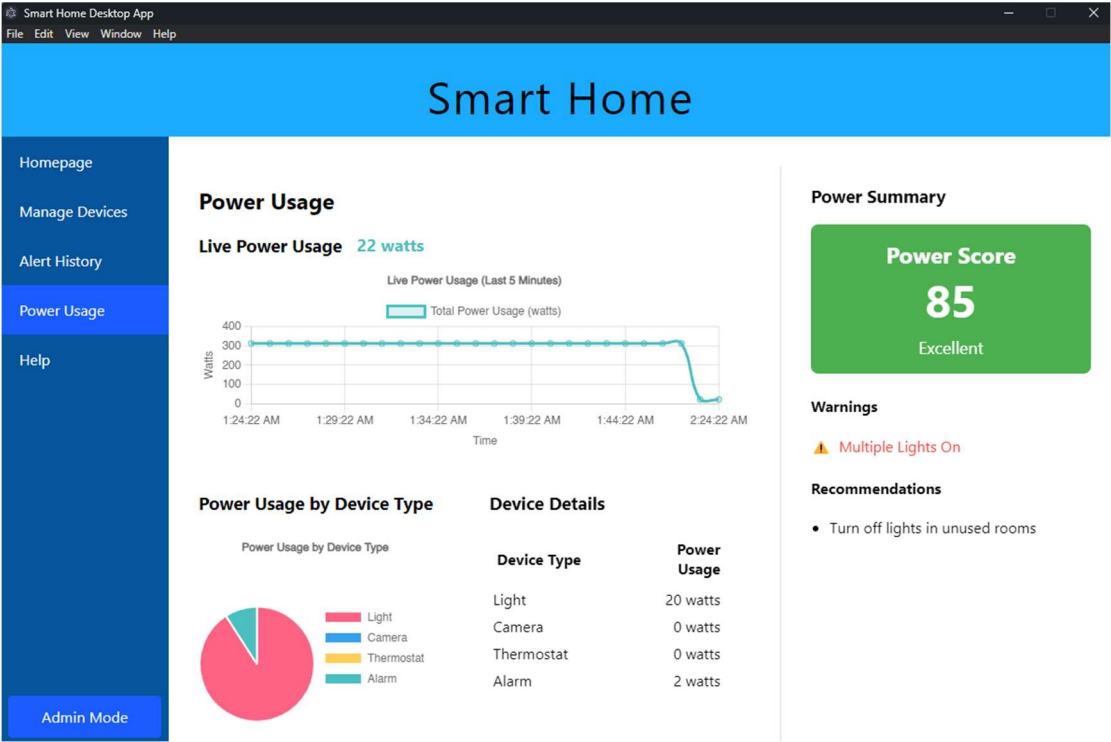 Smart Home Desktop App
File Edit View Window Help
Smart Home
Homepage
Manage Devices
Alert History
Power Usage
Help
Admin Mode
Power Usage
Live Power Usage 22 watts
Live Power Usage (Last 5 Minutes)
Total Power Usage (watts)
Watts
400
300
200
100
0
1:24:22 AM 1:29:22 AM 1:34:22 AM 1:39:22 AM 1:44:22 AM 2:24:22 AM
Time
Power Usage by Device Type
Power Usage by Device Type
Light
Camera
Thermostat
Alarm
Device Details
Device Type Power
Usage
Light 20 watts
Camera 0 watts
Thermostat 0 watts
Alarm 2 watts
Power Summary
Power Score
85
Excellent
Warnings
⚠ Multiple Lights On
Recommendations
• Turn off lights in unused rooms